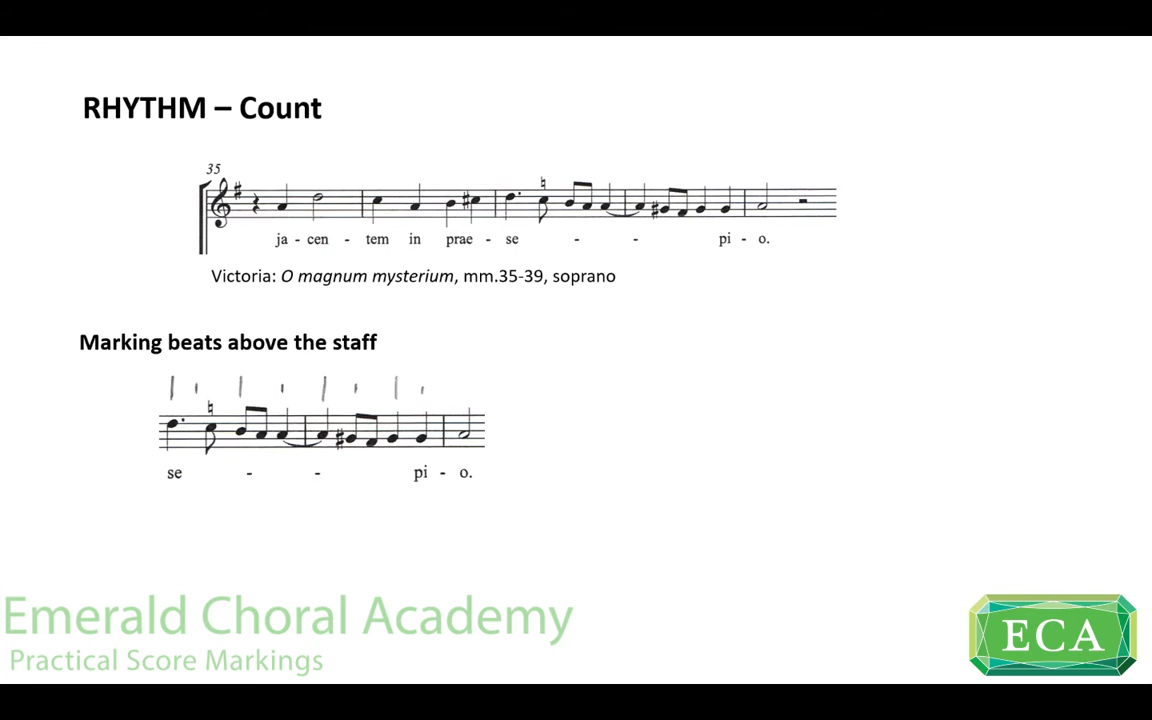 RHYTHM – Count
35
ja - cen - tem in prae - se - - pi - o.
Victoria: O magnum mysterium, mm.35-39, soprano
Marking beats above the staff
se - - pi - o.
Emerald Choral Academy
Practical Score Markings
ECA